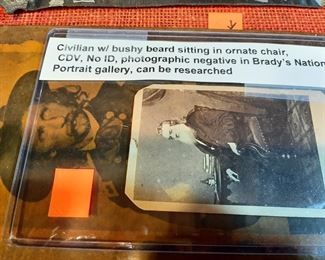 Civilian w/ bushy beard sitting in ornate chair,
CDV, No ID, photographic negative in Brady's Nation
Portrait gallery, can be researched